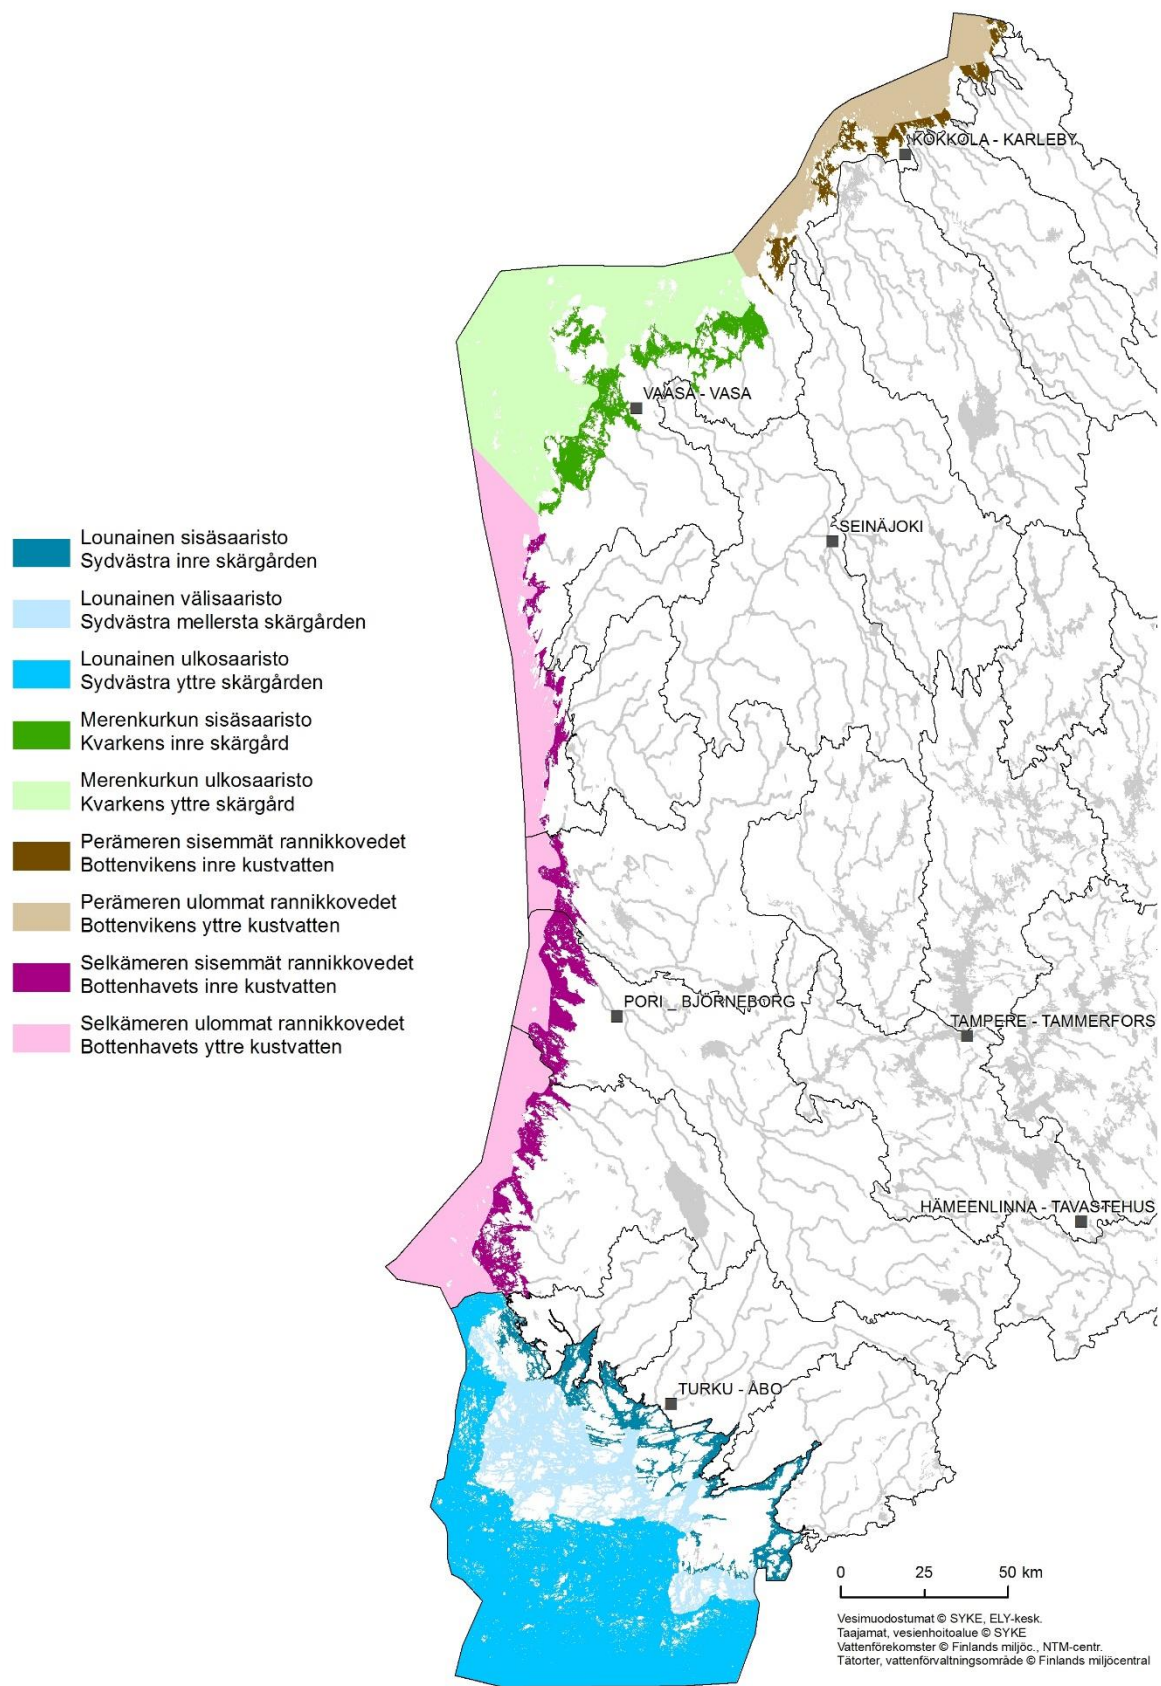 KOKKOLA - KARLEBY
VAASA - VASA
SEINÄJOKI
Lounainen sisäsaaristo
Sydvästra inre skärgården
Lounainen välisaaristo
Sydvästra mellersta skärgården
Lounainen ulkosaaristo
Sydvästra yttre skärgården
Merenkurkun sisäsaaristo
Kvarkens inre skärgård
Merenkurkun ulkosaaristo
Kvarkens yttre skärgård
Perämeren sisemmät rannikkovedet
Bottenvikens inre kustvatten
Perämeren ulommat rannikkovedet
Bottenvikens yttre kustvatten
Selkämeren sisemmät rannikkovedet
Bottenhavets inre kustvatten
Selkämeren ulommat rannikkovedet
Bottenhavets yttre kustvatten
PORI _ BJÖRNEBORG
TAMPERE - TAMMERFORS
HÄMEENLINNA - TAVASTEHUS
TURKU - ÅBO
0 25 50 km
Vesimuodostumat © SYKE, ELY-kesk.
Taajamat, vesienhoitoalue © SYKE
Vattenförekomster © Finlands miljöc., NTM-centr.
Tätorter, vattenförvaltningsområde © Finlands miljöcentral